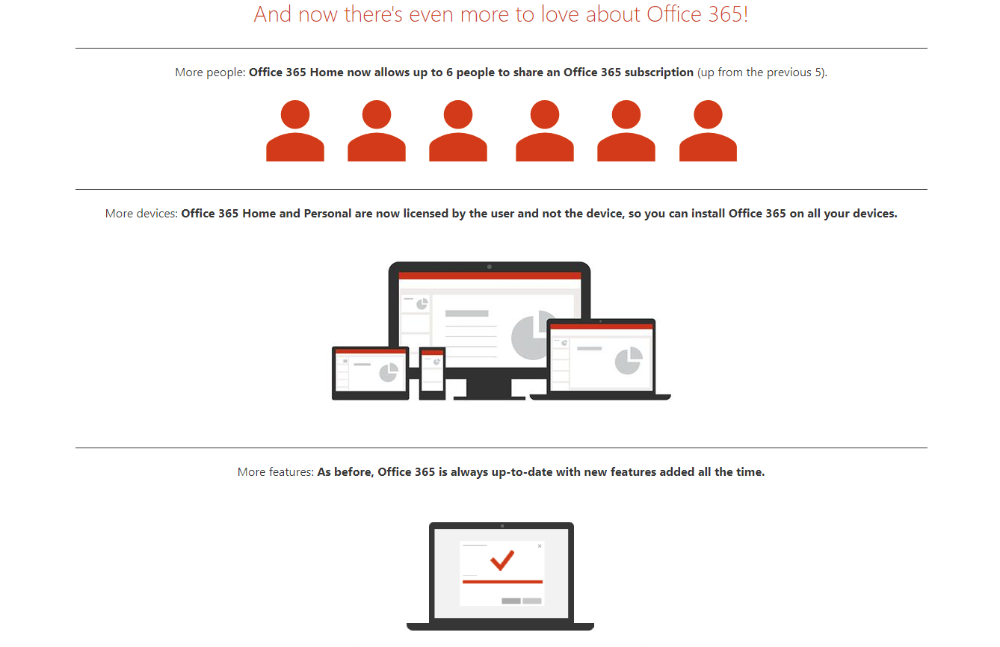 And now there's even more to love about Office 365!
More people: Office 365 Home now allows up to 6 people to share an Office 365 subscription (up from the previous 5).
More devices: Office 365 Home and Personal are now licensed by the user and not the device, so you can install Office 365 on all your devices.
More features: As before, Office 365 is always up-to-date with new features added all the time.